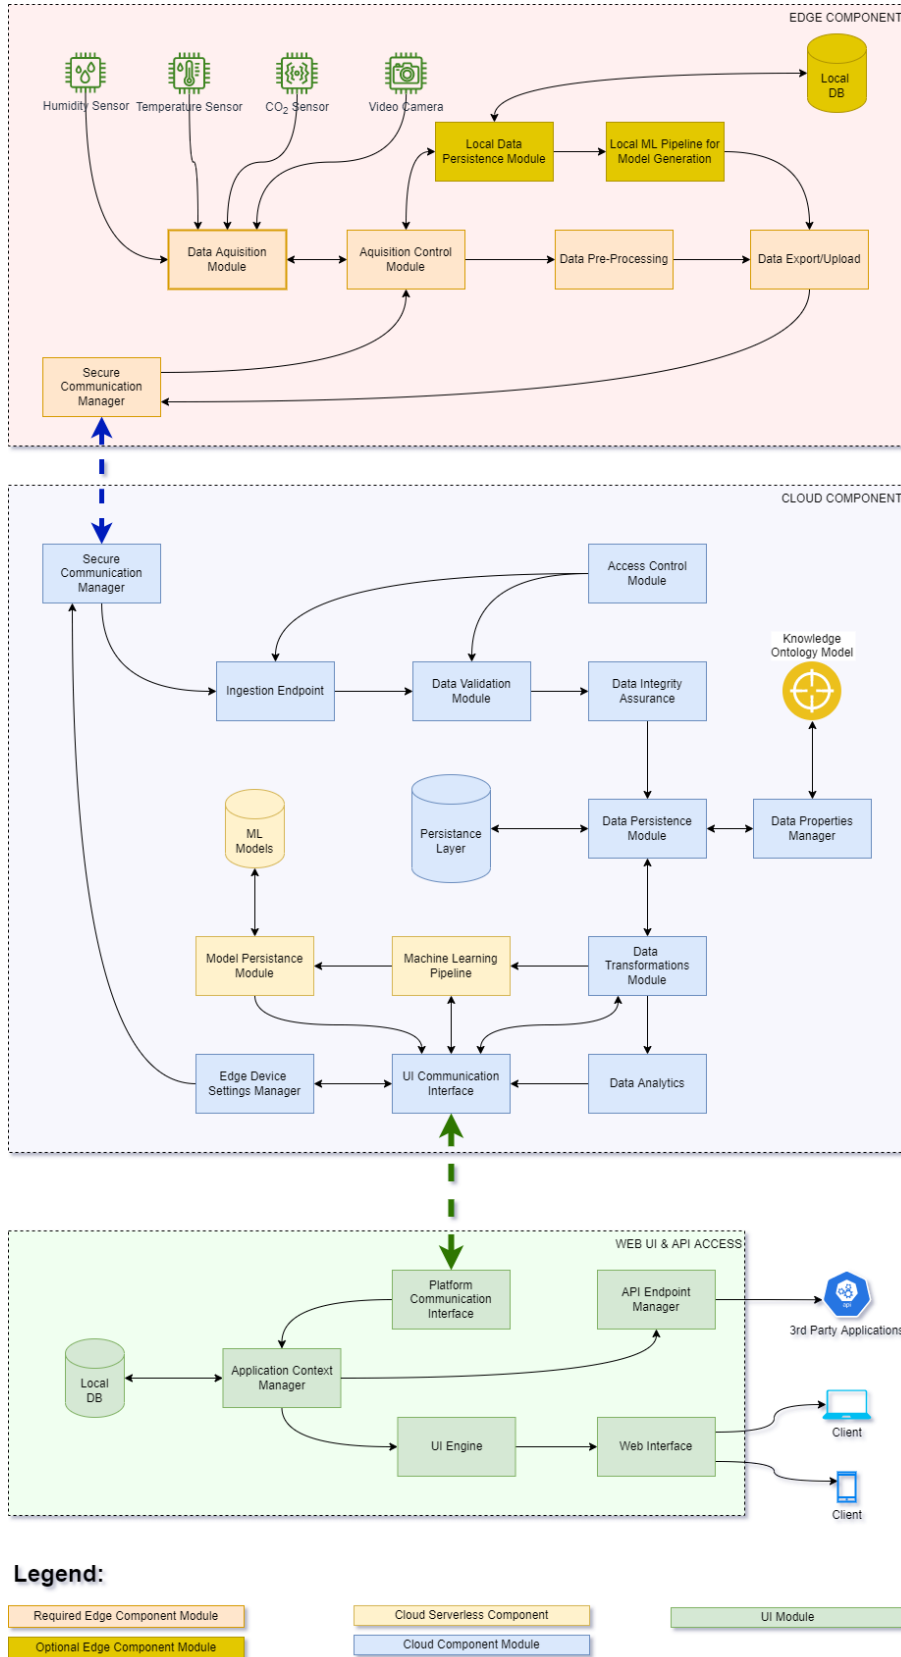 EDGE COMPONENT
Humidity Sensor
Temperature Sensor
CO2 Sensor
Video Camera
Local
DB
Local Data
Persistence Module
Local ML Pipeline for
Model Generation
Data Aquisition
Module
Aquisition Control
Module
Data Pre-Processing
Data Export/Upload
Secure
Communication
Manager
CLOUD COMPONENT
Secure
Communication
Manager
Access Control
Module
Knowledge
Ontology Model
Ingestion Endpoint
Data Validation
Module
Data Integrity
Assurance
ML
Models
Persistance
Layer
Data Persistence
Module
Data Properties
Manager
Model Persistance
Module
Machine Learning
Pipeline
Data
Transformations
Module
Edge Device
Settings Manager
UI Communication
Interface
Data Analytics
WEB UI & API ACCESS
Platform
Communication
Interface
API Endpoint
Manager
api
3rd Party Applications
Local
DB
Application Context
Manager
UI Engine
Web Interface
Client
Client
Legend:
Required Edge Component Module
Cloud Serverless Component
UI Module
Optional Edge Component Module
Cloud Component Module